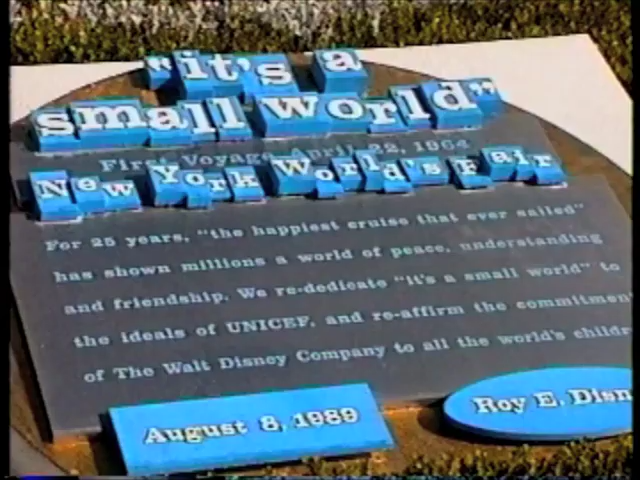 "it's a
small world"
First Voyage April 22, 1964
New York World's Fair
For 25 years, "the happiest cruise that ever sailed"
has shown millions a world of peace, understanding
and friendship. We re-dedicate "it's a small world" to
the ideals of UNICEF, and re-affirm the commitmen
of The Walt Disney Company to all the world's childr
August 8, 1989
Roy E. Disn